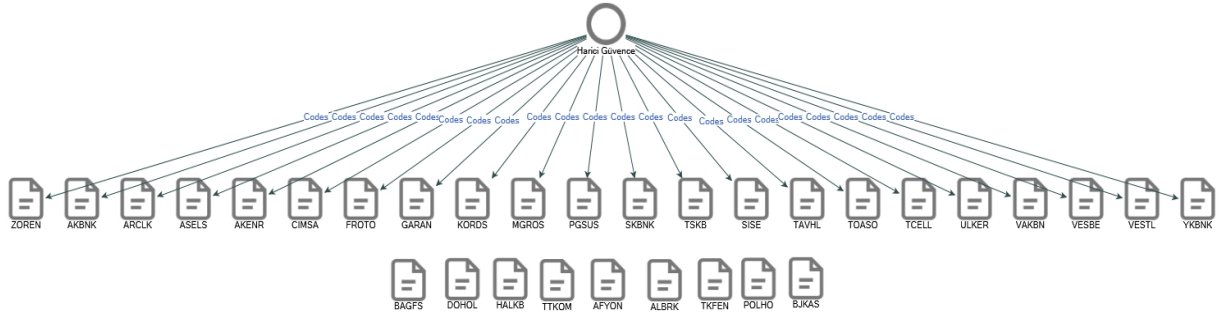 Harici Güvence
Codes Codes Codes Codes Codes Codes Codes Codes Codes Codes Codes Codes Codes Codes Codes Codes Codes Codes Codes Codes Codes Codes
ZOREN AKBNK ARCLK ASELS AKENR CIMSA FROTO GARAN KORDS MGROS PGSUS SKBNK TSKB SISE TAVHL TOASO TCELL ULKER VAKBN VESBE VESTL YKBNK
BAGFS DOHOL HALKB TTKOM AFYON ALBRK TKFEN POLHO BJKAS